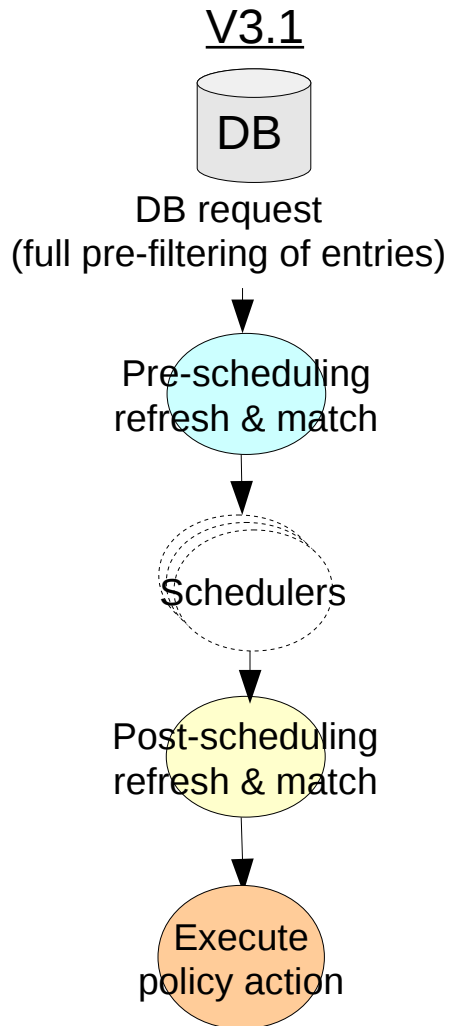 V3.1
DB
DB request
(full pre-filtering of entries)
Pre-scheduling
refresh & match
Schedulers
Post-scheduling
refresh & match
Execute
policy action